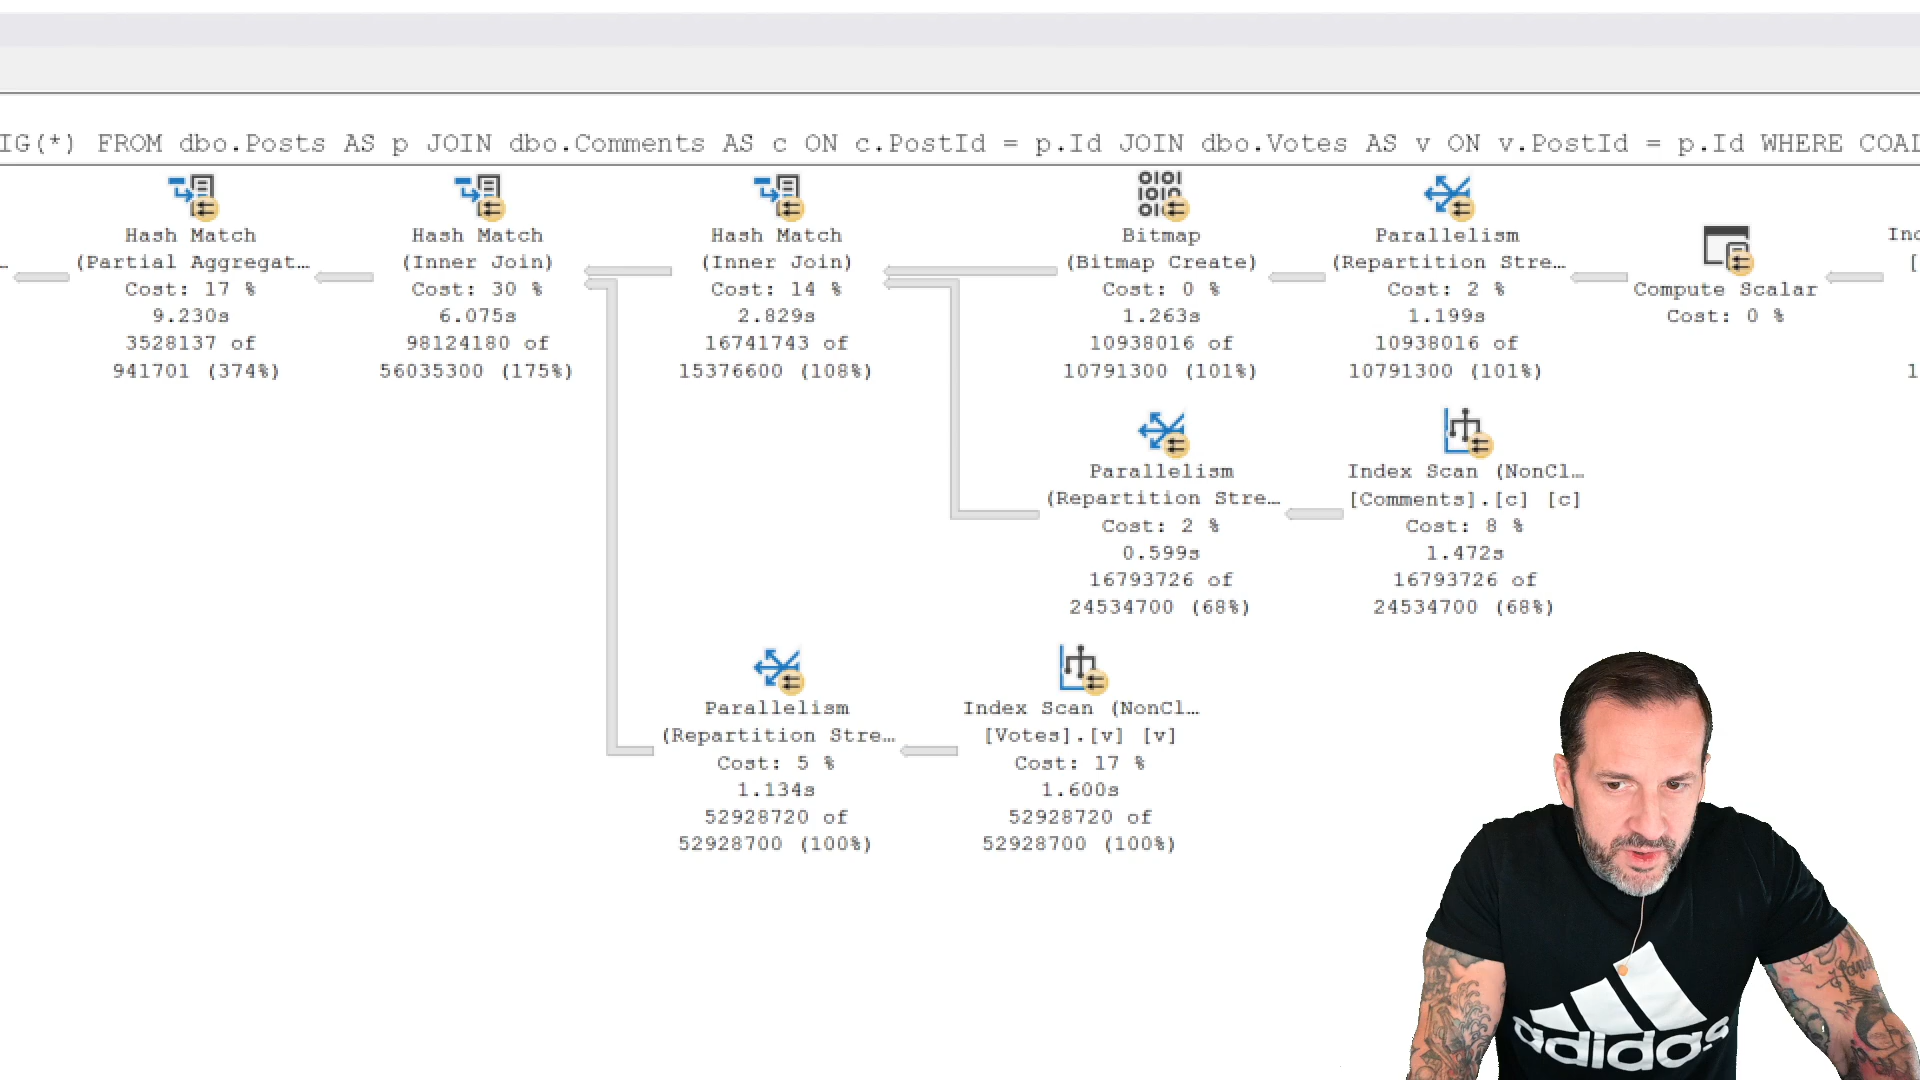 IG(*) FROM dbo.Posts AS p JOIN dbo.Comments AS c ON c.PostId = p.Id JOIN dbo.Votes AS v ON v.PostId = p.Id WHERE COAL
Hash Match
(Partial Aggregat...
Cost: 17 %
9.230s
3528137 of
941701 (374%)
Hash Match
(Inner Join)
Cost: 30 %
6.075s
98124180 of
56035300 (175%)
Hash Match
(Inner Join)
Cost: 14 %
2.829s
16741743 of
15376600 (108%)
Bitmap
(Bitmap Create)
Cost: 0 %
1.263s
10938016 of
10791300 (101%)
Parallelism
(Repartition Stre...
Cost: 2 %
1.199s
10938016 of
10791300 (101%)
Compute Scalar
Cost: 0 %
Parallelism
(Repartition Stre...
Cost: 2 %
0.599s
16793726 of
24534700 (68%)
Index Scan (NonCl...
[Comments].[c] [c]
Cost: 8 %
1.472s
16793726 of
24534700 (68%)
Parallelism
(Repartition Stre...
Cost: 5 %
1.134s
52928720 of
52928700 (100%)
Index Scan (NonCl...
[Votes].[v] [v]
Cost: 17 %
1.600s
52928720 of
52928700 (100%)
adidas